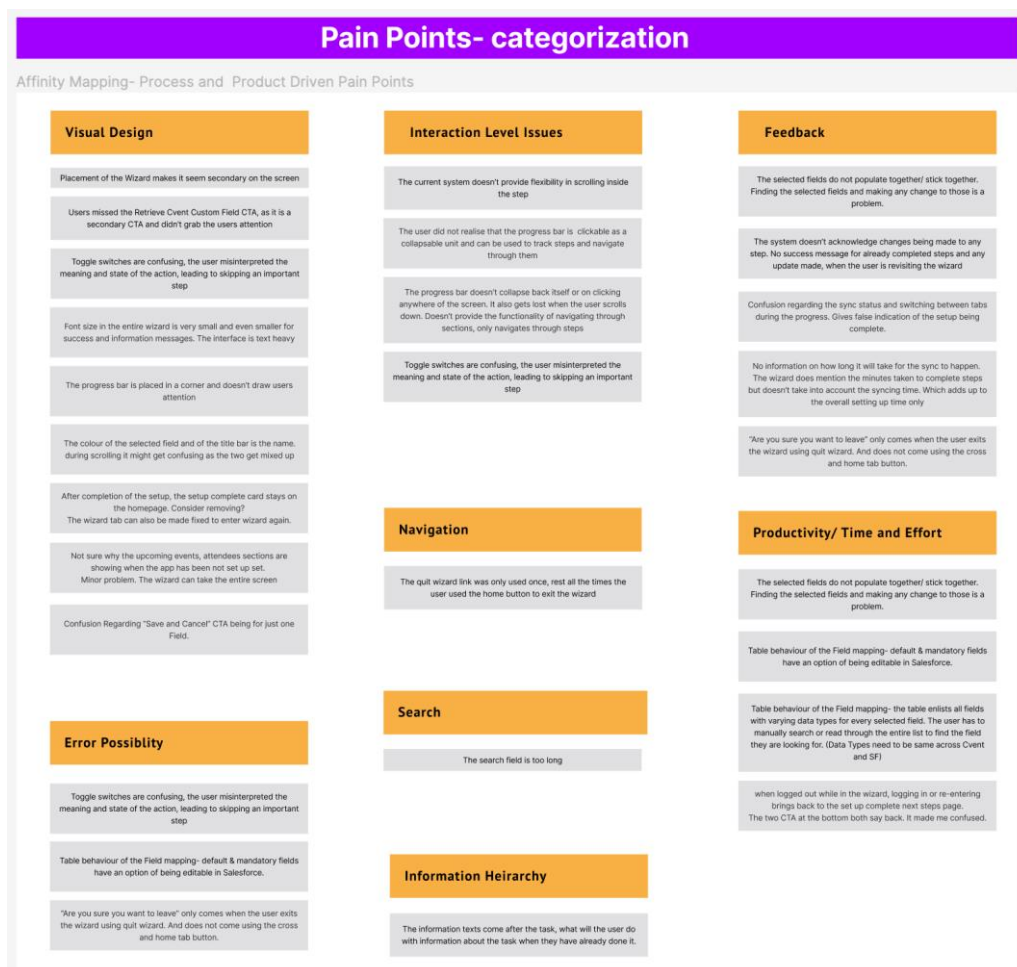 Pain Points- categorization
Affinity Mapping- Process and  Product Driven Pain Points
Visual Design
Placement of the Wizard makes it seem secondary on the screen
Users missed the Retrieve Cvent Custom Field CTA, as it is a
secondary CTA and didn't grab the users attention
Toggle switches are confusing, the user misinterpreted the
meaning and state of the action, leading to skipping an important
step
Font size in the entire wizard is very small and even smaller for
success and information messages. The interface is text heavy
The progress bar is placed in a corner and doesn't draw users
attention
The colour of the selected field and of the title bar is the name.
during scrolling it might get confusing as the two get mixed up
After completion of the setup, the setup complete card stays on
the homepage. Consider removing?
The wizard tab can also be made fixed to enter wizard again.
Not sure why the upcoming events, attendees sections are
showing when the app has been not set up set.
Minor problem. The wizard can take the entire screen
Confusion Regarding "Save and Cancel" CTA being for just one
Field.
Error Possiblity
Toggle switches are confusing, the user misinterpreted the
meaning and state of the action, leading to skipping an important
step
Table behaviour of the Field mapping- default & mandatory fields
have an option of being editable in Salesforce.
"Are you sure you want to leave" only comes when the user exits
the wizard using quit wizard. And does not come using the cross
and home tab button.
Interaction Level Issues
The current system doesn't provide flexibility in scrolling inside
the step
The user did not realise that the progress bar is  clickable as a
collapsable unit and can be used to track steps and navigate
through them
The progress bar doesn't collapse back itself or on clicking
anywhere of the screen. It also gets lost when the user scrolls
down. Doesn't provide the functionality of navigating through
sections, only navigates through steps
Toggle switches are confusing, the user misinterpreted the
meaning and state of the action, leading to skipping an important
step
Navigation
The quit wizard link was only used once, rest all the times the
user used the home button to exit the wizard
Search
The search field is too long
Information Heirarchy
The information texts come after the task, what will the user do
with information about the task when they have already done it.
Feedback
The selected fields do not populate together/ stick together.
Finding the selected fields and making any change to those is a
problem.
The system doesn't acknowledge changes being made to any
step. No success message for already completed steps and any
update made, when the user is revisiting the wizard
Confusion regarding the sync status and switching between tabs
during the progress. Gives false indication of the setup being
complete.
No information on how long it will take for the sync to happen.
The wizard does mention the minutes taken to complete steps
but doesn't take into account the syncing time. Which adds up to
the overall setting up time only
"Are you sure you want to leave" only comes when the user exits
the wizard using quit wizard. And does not come using the cross
and home tab button.
Productivity/ Time and Effort
The selected fields do not populate together/ stick together.
Finding the selected fields and making any change to those is a
problem.
Table behaviour of the Field mapping- default & mandatory fields
have an option of being editable in Salesforce.
Table behaviour of the Field mapping- the table enlists all fields
with varying data types for every selected field. The user has to
manually search or read through the entire list to find the field
they are looking for. (Data Types need to be same across Cvent
and SF)
when logged out while in the wizard, logging in or re-entering
brings back to the set up complete next steps page.
The two CTA at the bottom both say back. It made me confused.